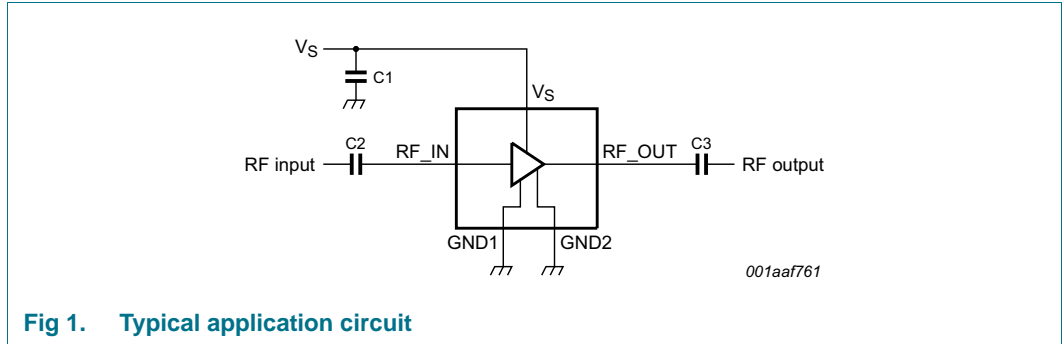 VS
C1
VS
C2
RF_IN
RF_OUT
C3
RF input
RF output
GND1
GND2
001aaf761
Fig 1. Typical application circuit